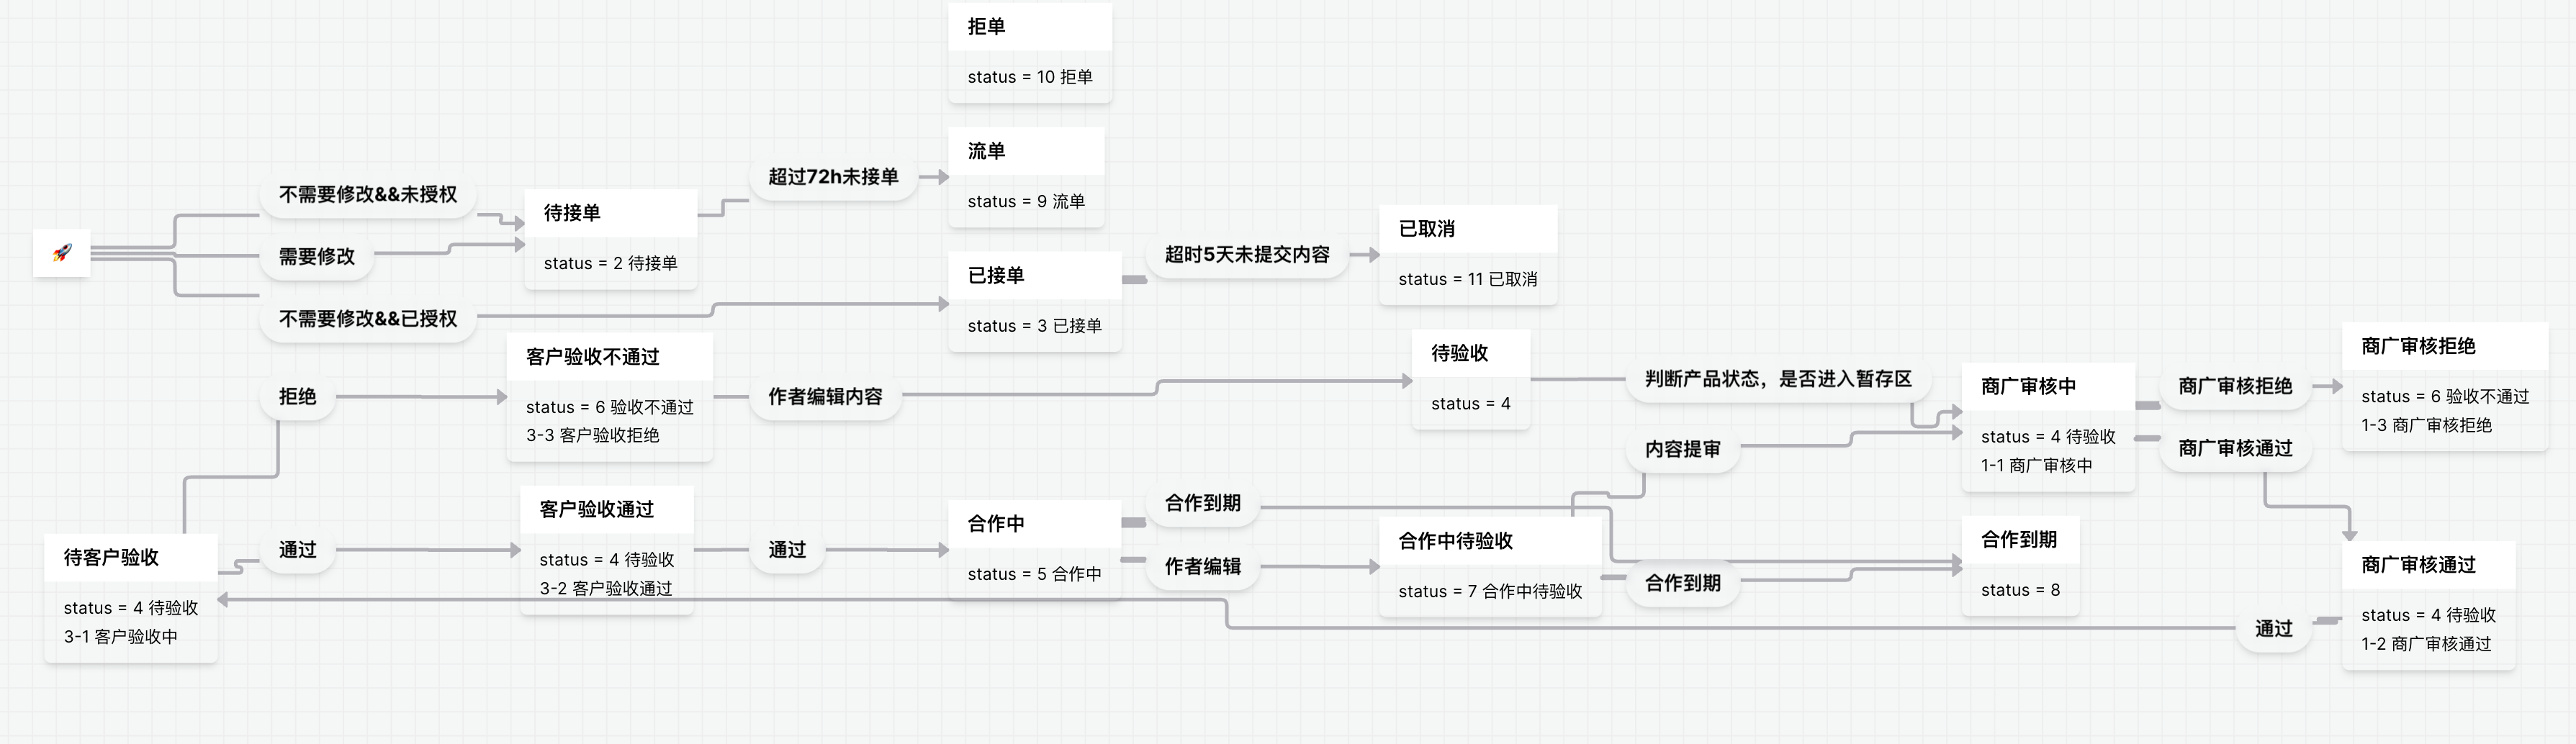 拒单
status = 10 拒单
流单
status = 9 流单
超过72h未接单
不需要修改&&未授权
待接单
status = 2 待接单
需要修改
不需要修改&&已授权
已接单
status = 3 已接单
超时5天未提交内容
已取消
status = 11 已取消
拒绝
客户验收不通过
status = 6 验收不通过
3-3 客户验收拒绝
作者编辑内容
待验收
status = 4
判断产品状态，是否进入暂存区
内容提审
商广审核中
status = 4 待验收
1-1 商广审核中
商广审核拒绝
商广审核通过
商广审核拒绝
status = 6 验收不通过
1-3 商广审核拒绝
待客户验收
status = 4 待验收
3-1 客户验收中
通过
客户验收通过
status = 4 待验收
3-2 客户验收通过
通过
合作中
status = 5 合作中
合作到期
作者编辑
合作中待验收
status = 7 合作中待验收
合作到期
合作到期
status = 8
商广审核通过
status = 4 待验收
1-2 商广审核通过
通过